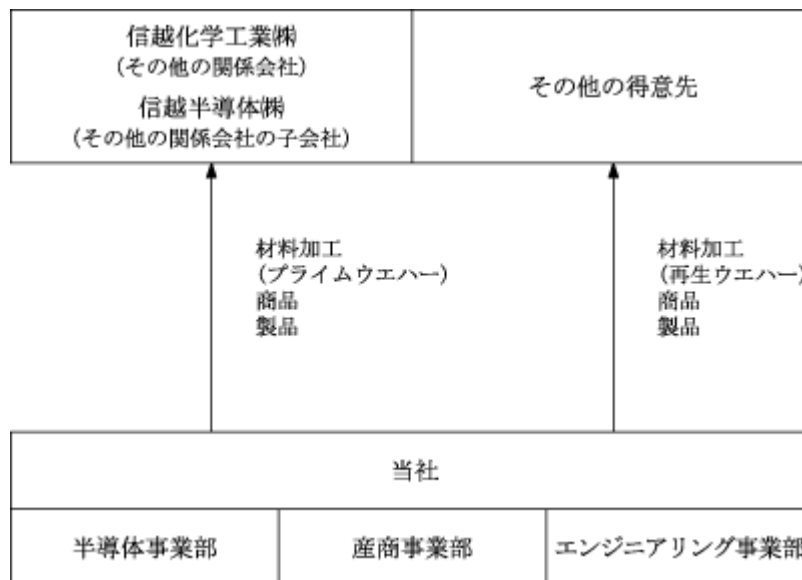 信越化学工業㈱
(その他の関係会社)
信越半導体㈱
(その他の関係会社の子会社)
その他の得意先
材料加工
(プライムウエハー)
商品
製品
材料加工
(再生ウエハー)
商品
製品
当社
半導体事業部
産商事業部
エンジニアリング事業部